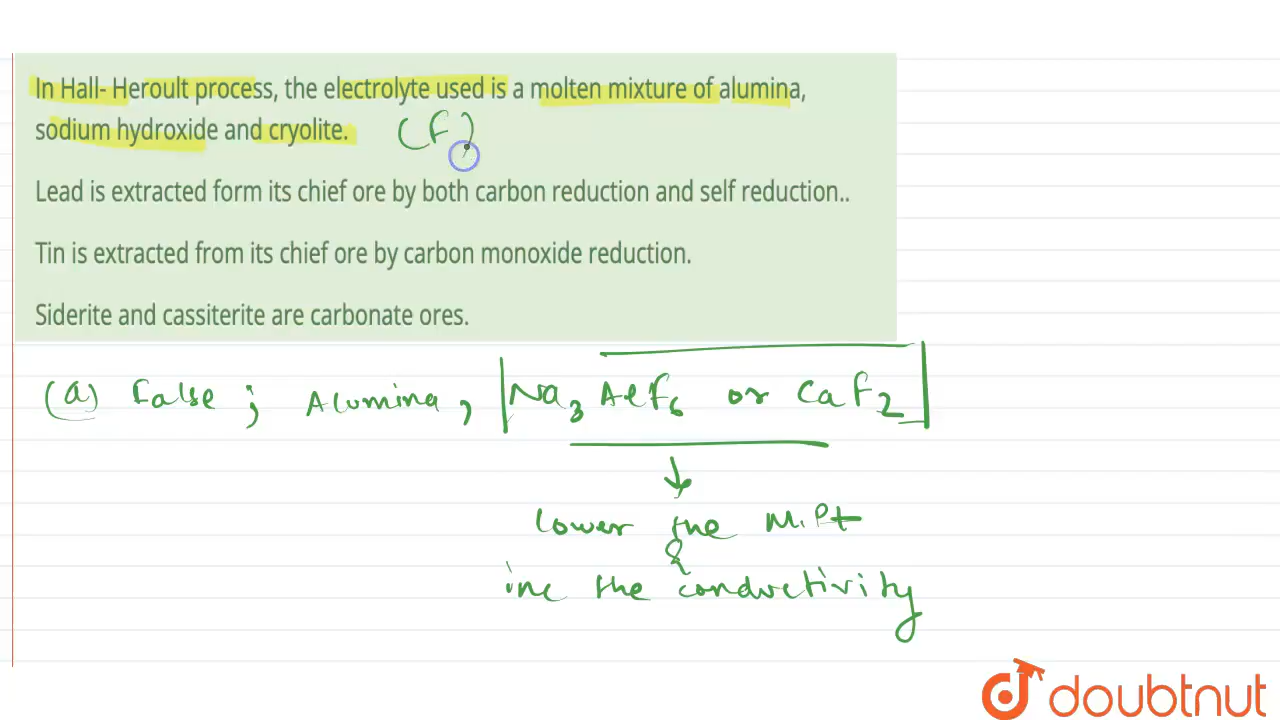 In Hall- Heroult process, the electrolyte used is a molten mixture of alumina,
sodium hydroxide and cryolite. (F)
Lead is extracted form its chief ore by both carbon reduction and self reduction..
Tin is extracted from its chief ore by carbon monoxide reduction.
Siderite and cassiterite are carbonate ores.
(a) False ; Alumina, Na3 AlF6 or CaF2
↓
lower the M.Pt
&
inc the conductivity
doubtnut